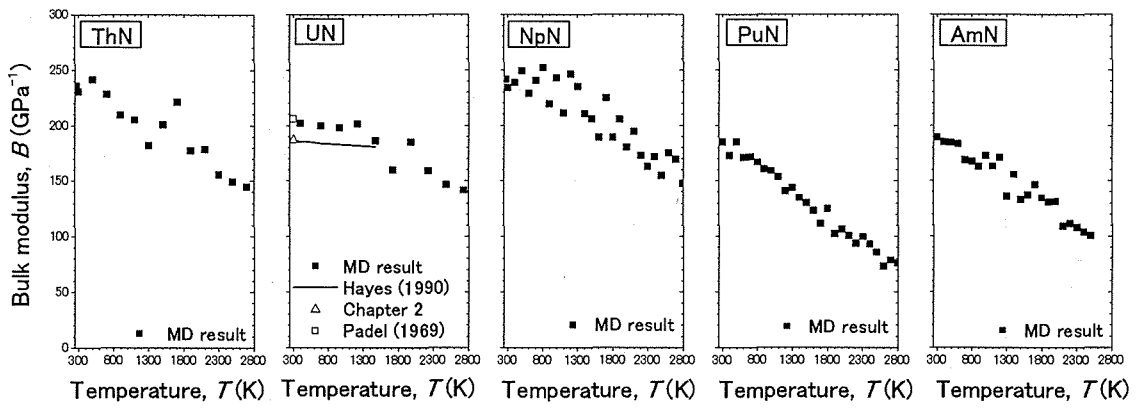 ThN
UN
NpN
PuN
AmN
Bulk modulus, B (GPa⁻¹)
300
250
200
150
100
50
0
MD result
MD result
Hayes (1990)
Chapter 2
Padel (1969)
MD result
MD result
MD result
300 800 1300 1800 2300 2800
300 800 1300 1800 2300 2800
300 800 1300 1800 2300 2800
300 800 1300 1800 2300 2800
300 800 1300 1800 2300 2800
Temperature, T (K)
Temperature, T (K)
Temperature, T (K)
Temperature, T (K)
Temperature, T (K)